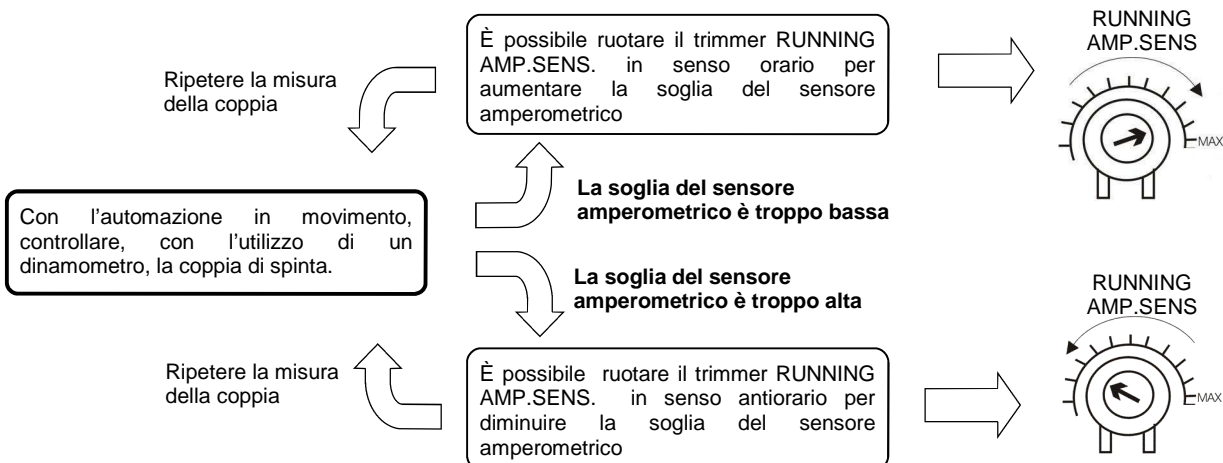 È possibile ruotare il trimmer RUNNING
AMP.SENS. in senso orario per
aumentare la soglia del sensore
amperometrico
RUNNING
AMP.SENS
MAX
Ripetere la misura
della coppia
La soglia del sensore
amperometrico è troppo bassa
Con l'automazione in movimento,
controllare, con l'utilizzo di un
dinamometro, la coppia di spinta.
La soglia del sensore
amperometrico è troppo alta
Ripetere la misura
della coppia
È possibile ruotare il trimmer RUNNING
AMP.SENS. in senso antiorario per
diminuire la soglia del sensore
amperometrico
RUNNING
AMP.SENS
MAX